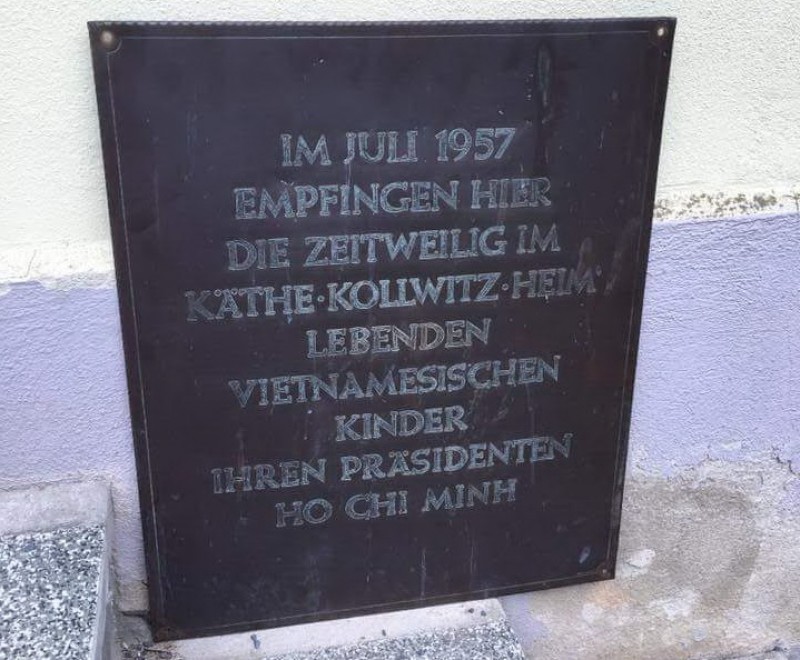 IM JULI 1957
EMPFINGEN HIER
DIE ZEITWEILIG IM
KÄTHE·KOLLWITZ·HEIM
LEBENDEN
VIETNAMESISCHEN
KINDER
IHREN PRÄSIDENTEN
HO CHI MINH